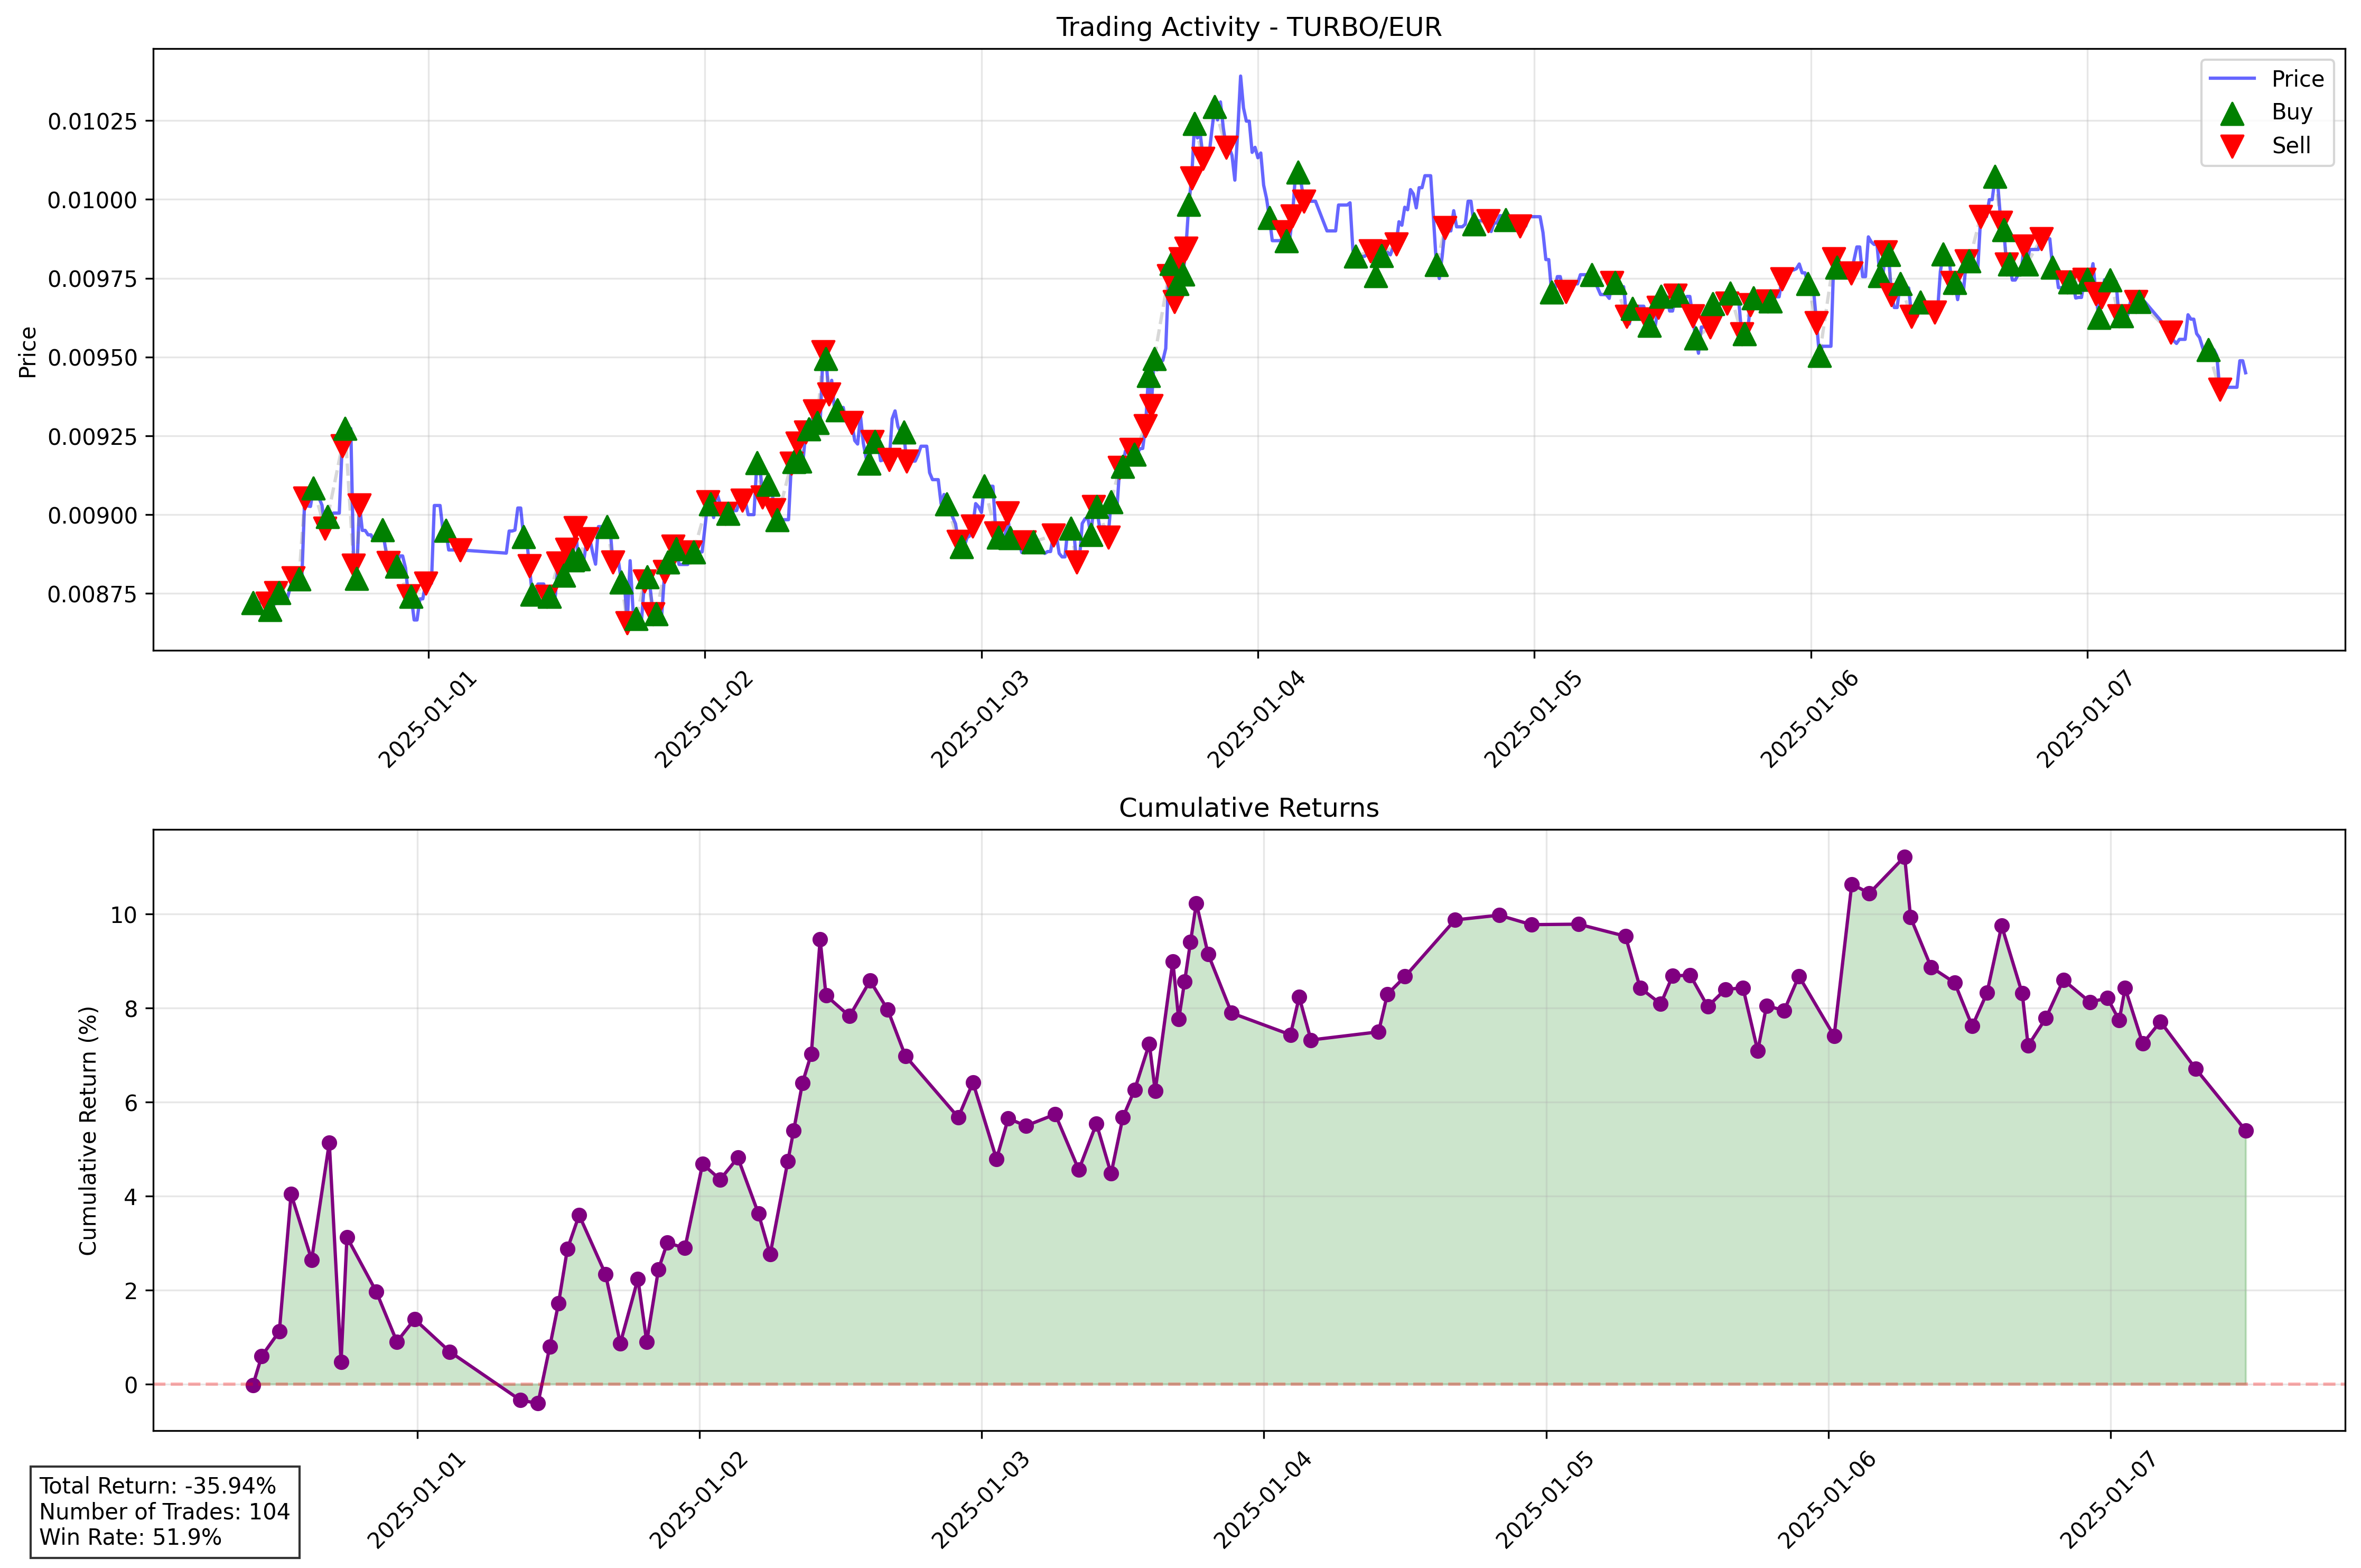 Trading Activity - TURBO/EUR
Price
Buy
Sell
Price
0.01025
0.01000
0.00975
0.00950
0.00925
0.00900
0.00875
2025-01-01
2025-01-02
2025-01-03
2025-01-04
2025-01-05
2025-01-06
2025-01-07
Cumulative Returns
Cumulative Return (%)
10
8
6
4
2
0
2025-01-01
2025-01-02
2025-01-03
2025-01-04
2025-01-05
2025-01-06
2025-01-07
Total Return: -35.94%
Number of Trades: 104
Win Rate: 51.9%